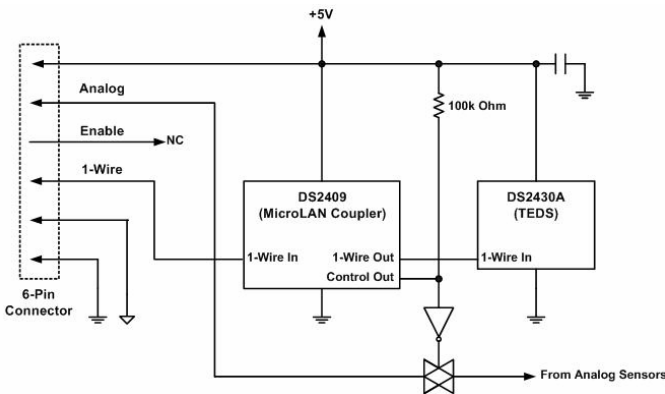 +5V
Analog
100k Ohm
Enable
NC
1-Wire
DS2409
(MicroLAN Coupler)
DS2430A
(TEDS)
1-Wire In
1-Wire Out
1-Wire In
Control Out
6-Pin
Connector
From Analog Sensors